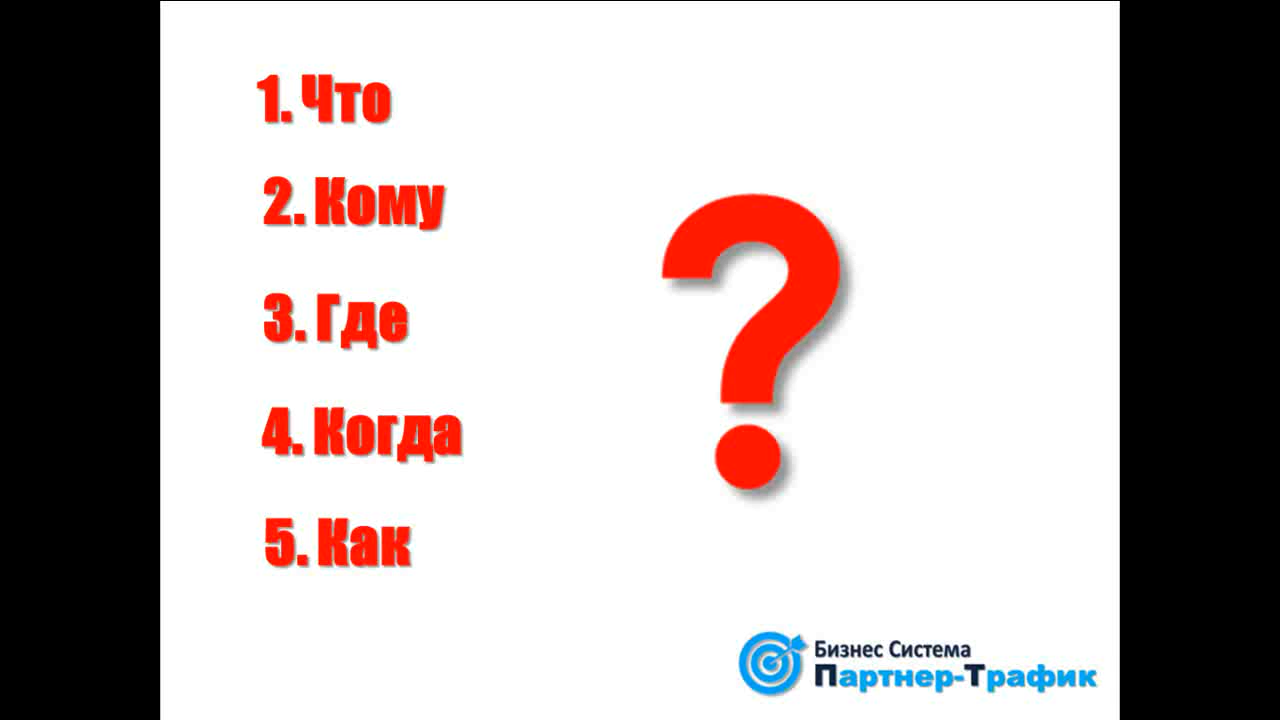 1. Что
2. Кому
3. Где
4. Когда
5. Как
?
Бизнес Система
Партнер-Трафик